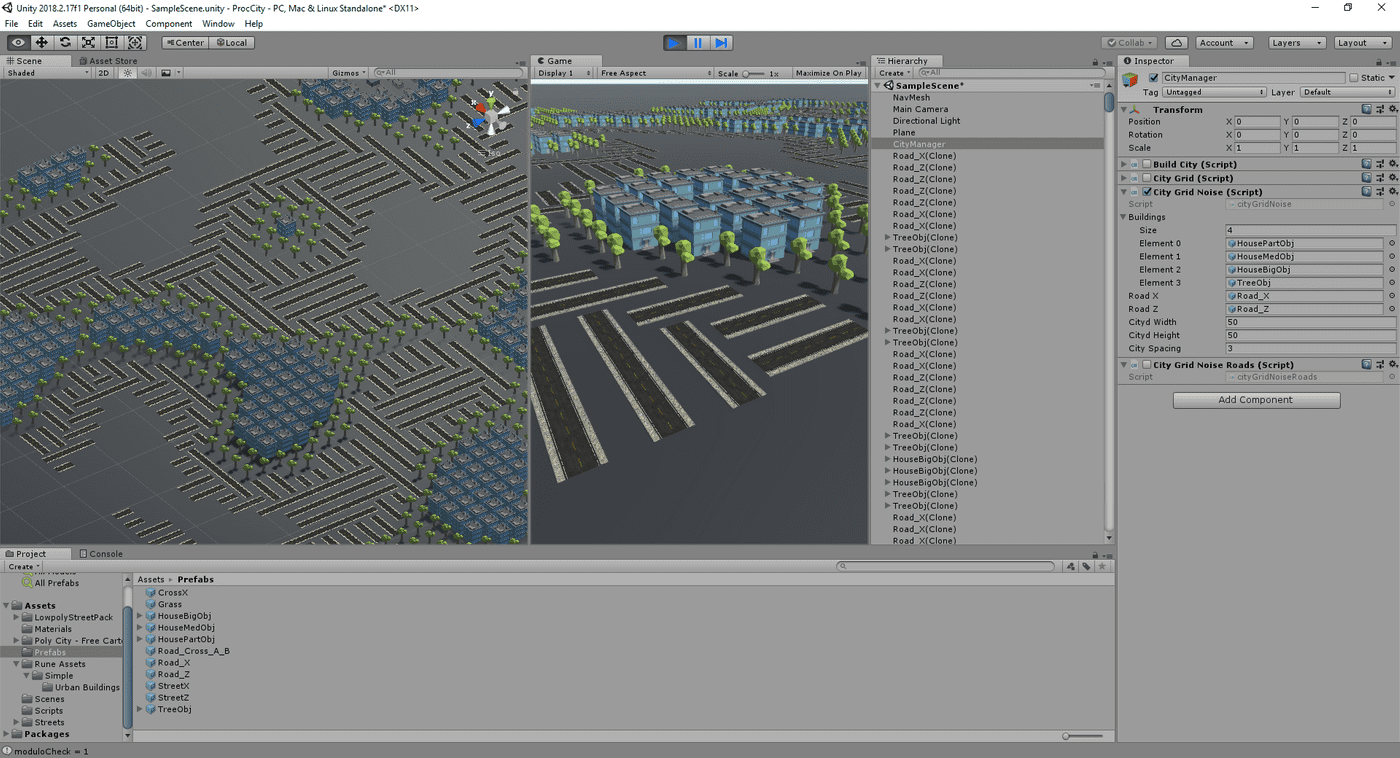 Unity 2018.2.17f1 Personal (64bit) - SampleScene.unity - ProcCity - PC, Mac & Linux Standalone* <DX11>
File Edit Assets GameObject Component Window Help
Center Local
Collab Account Layers Layout
Scene Asset Store
Shaded 2D Gizmos All
Game
Display 1 Free Aspect Scale 1x Maximize On Play
y
x
z
Iso
Hierarchy
Create All
SampleScene*
NavMesh
Main Camera
Directional Light
Plane
CityManager
Road_X(Clone)
Road_Z(Clone)
Road_Z(Clone)
Road_Z(Clone)
Road_Z(Clone)
Road_X(Clone)
Road_X(Clone)
TreeObj(Clone)
TreeObj(Clone)
Road_X(Clone)
Road_X(Clone)
Road_Z(Clone)
Road_Z(Clone)
Road_X(Clone)
Road_X(Clone)
TreeObj(Clone)
TreeObj(Clone)
Road_X(Clone)
Road_X(Clone)
Road_Z(Clone)
Road_Z(Clone)
Road_Z(Clone)
Road_Z(Clone)
Road_X(Clone)
TreeObj(Clone)
TreeObj(Clone)
HouseBigObj(Clone)
HouseBigObj(Clone)
HouseBigObj(Clone)
TreeObj(Clone)
TreeObj(Clone)
Road_X(Clone)
Road_X(Clone)
Road_X(Clone)
Inspector
CityManager Static
Tag Untagged Layer Default
Transform
Position X 0 Y 0 Z 0
Rotation X 0 Y 0 Z 0
Scale X 1 Y 1 Z 1
Build City (Script)
City Grid (Script)
City Grid Noise (Script)
Script cityGridNoise
Buildings
Size 4
Element 0 HousePartObj
Element 1 HouseMedObj
Element 2 HouseBigObj
Element 3 TreeObj
Road X Road_X
Road Z Road_Z
Cityd Width 50
Cityd Height 50
City Spacing 3
City Grid Noise Roads (Script)
Script cityGridNoiseRoads
Add Component
Project Console
Create
All Prefabs
Assets
LowpolyStreetPack
Materials
Poly City - Free Carto
Prefabs
Rune Assets
Simple
Urban Buildings
Scenes
Scripts
Streets
Packages
Assets Prefabs
CrossX
Grass
HouseBigObj
HouseMedObj
HousePartObj
Road_Cross_A_B
Road_X
Road_Z
StreetX
StreetZ
TreeObj
moduloCheck = 1